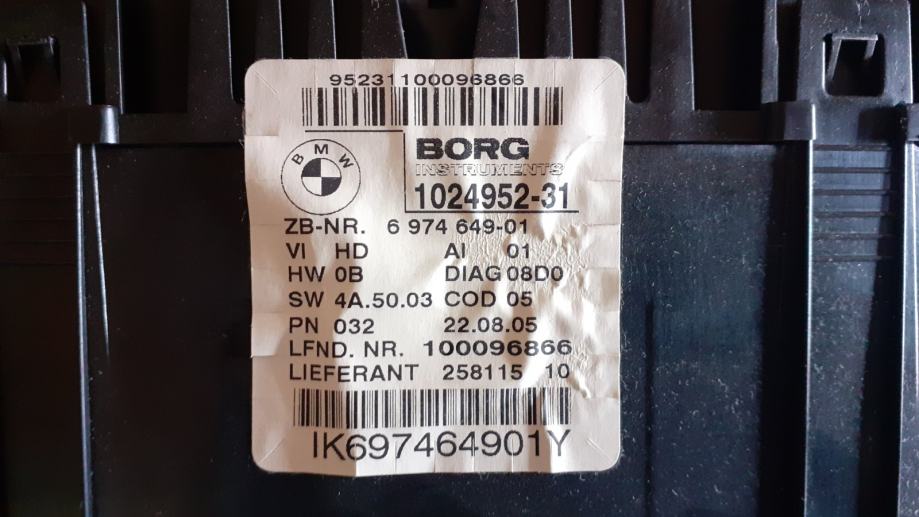 95231100096866
BMW
BORG
INSTRUMENTS
1024952-31
ZB-NR. 6 974 649-01
VI HD AI 01
HW 0B DIAG 08D0
SW 4A.50.03 COD 05
PN 032 22.08.05
LFND. NR. 100096866
LIEFERANT 258115 10
IK697464901Y